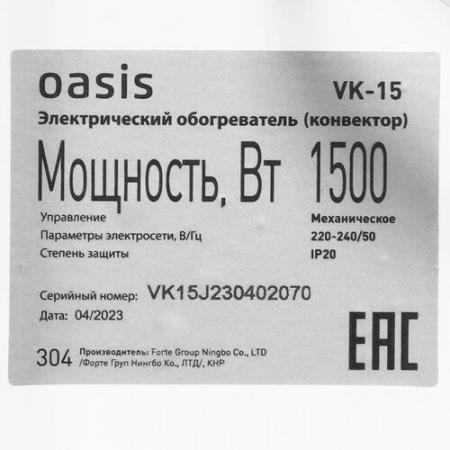 oasis VK-15
Электрический обогреватель (конвектор)
Мощность, Вт 1500
Управление Механическое
Параметры электросети, В/Гц 220-240/50
Степень защиты IP20
Серийный номер: VK15J230402070
Дата: 04/2023
304 Производитель: Forte Group Ningbo Co., LTD
/Форте Груп Нингбо Ко., ЛТД/, КНР
EAC